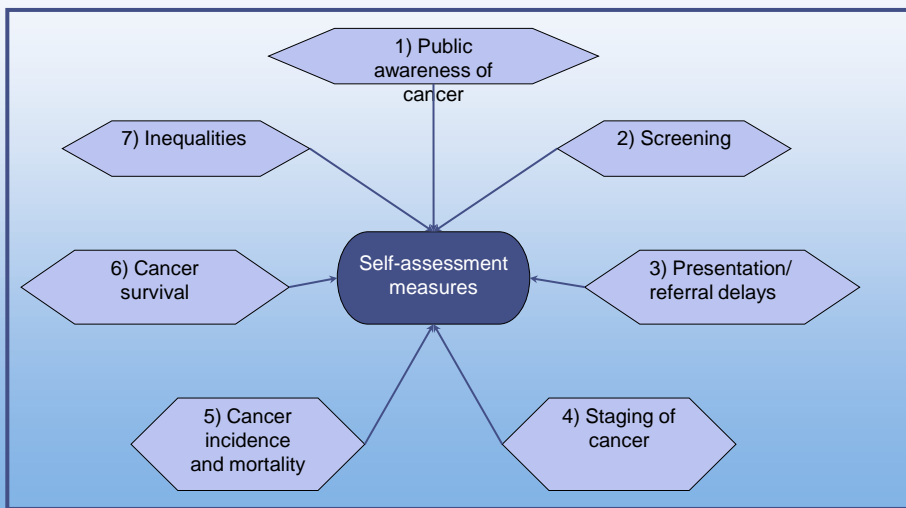 1) Public
awareness of
cancer
7) Inequalities
2) Screening
Self-assessment
measures
6) Cancer
survival
3) Presentation/
referral delays
5) Cancer
incidence
and mortality
4) Staging of
cancer